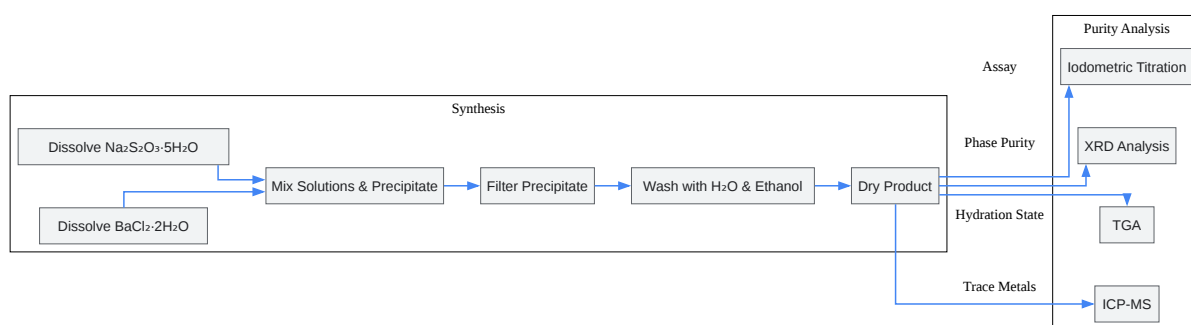 Purity Analysis
Assay
Iodometric Titration
Synthesis
Dissolve Na₂S₂O₃·5H₂O
Phase Purity
XRD Analysis
Mix Solutions & Precipitate
Filter Precipitate
Wash with H₂O & Ethanol
Dry Product
Dissolve BaCl₂·2H₂O
Hydration State
TGA
Trace Metals
ICP-MS